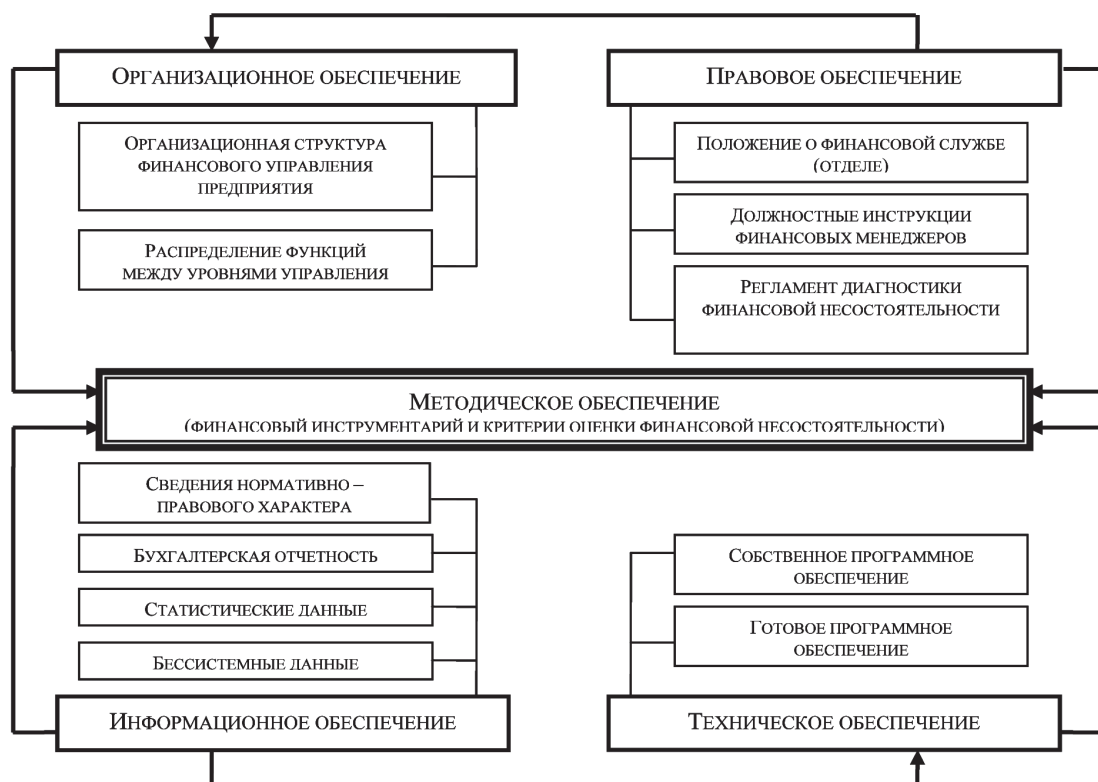 ОРГАНИЗАЦИОННОЕ ОБЕСПЕЧЕНИЕ
ОРГАНИЗАЦИОННАЯ СТРУКТУРА
ФИНАНСОВОГО УПРАВЛЕНИЯ
ПРЕДПРИЯТИЯ
РАСПРЕДЕЛЕНИЕ ФУНКЦИЙ
МЕЖДУ УРОВНЯМИ УПРАВЛЕНИЯ
ПРАВОВОЕ ОБЕСПЕЧЕНИЕ
ПОЛОЖЕНИЕ О ФИНАНСОВОЙ СЛУЖБЕ
(ОТДЕЛЕ)
ДОЛЖНОСТНЫЕ ИНСТРУКЦИИ
ФИНАНСОВЫХ МЕНЕДЖЕРОВ
РЕГЛАМЕНТ ДИАГНОСТИКИ
ФИНАНСОВОЙ НЕСОСТОЯТЕЛЬНОСТИ
МЕТОДИЧЕСКОЕ ОБЕСПЕЧЕНИЕ
(ФИНАНСОВЫЙ ИНСТРУМЕНТАРИЙ И КРИТЕРИИ ОЦЕНКИ ФИНАНСОВОЙ НЕСОСТОЯТЕЛЬНОСТИ)
СВЕДЕНИЯ НОРМАТИВНО –
ПРАВОВОГО ХАРАКТЕРА
БУХГАЛТЕРСКАЯ ОТЧЕТНОСТЬ
СТАТИСТИЧЕСКИЕ ДАННЫЕ
БЕССИСТЕМНЫЕ ДАННЫЕ
ИНФОРМАЦИОННОЕ ОБЕСПЕЧЕНИЕ
СОБСТВЕННОЕ ПРОГРАММНОЕ
ОБЕСПЕЧЕНИЕ
ГОТОВОЕ ПРОГРАММНОЕ
ОБЕСПЕЧЕНИЕ
ТЕХНИЧЕСКОЕ ОБЕСПЕЧЕНИЕ